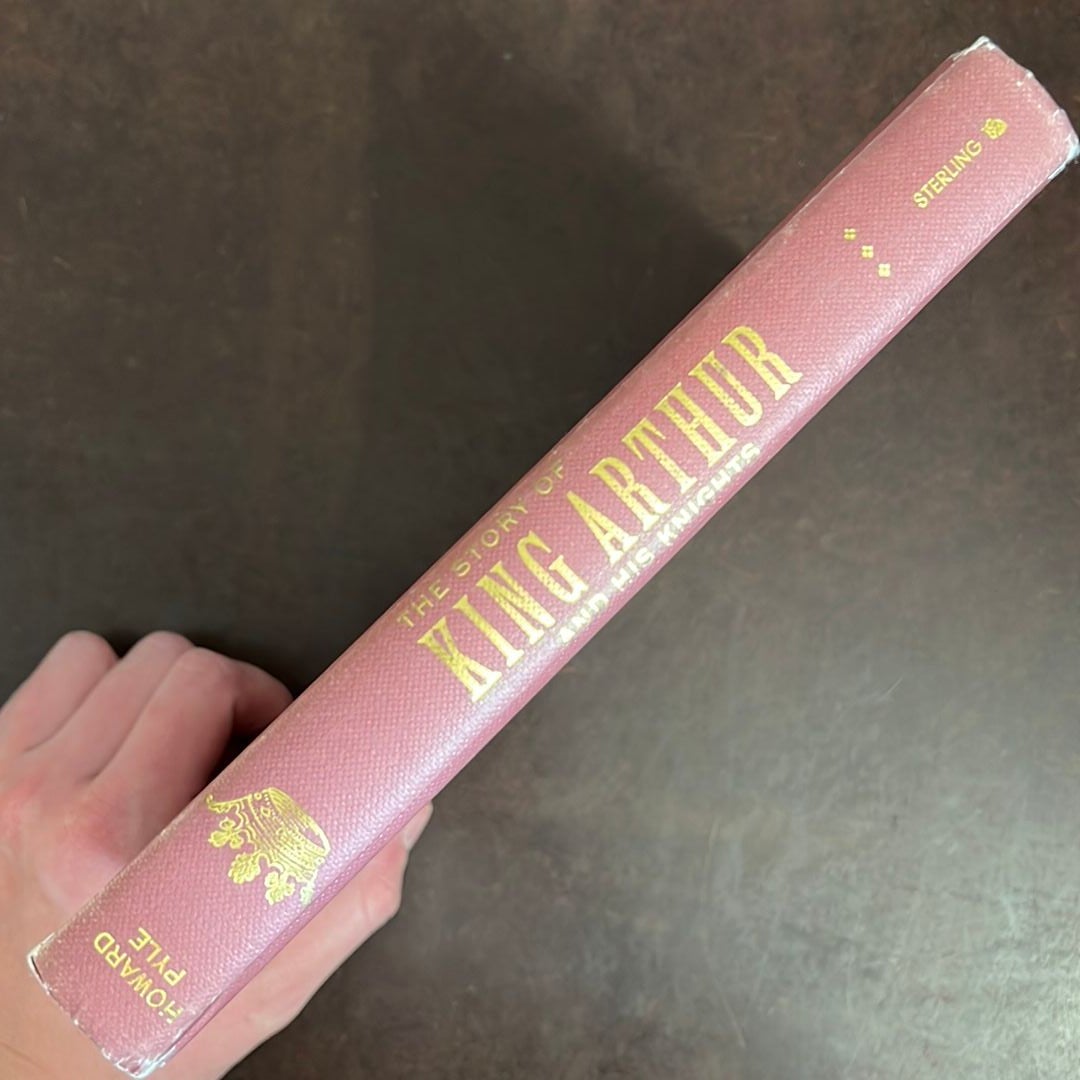 HOWARD
PYLE
THE STORY OF
KING ARTHUR
AND HIS KNIGHTS
STERLING